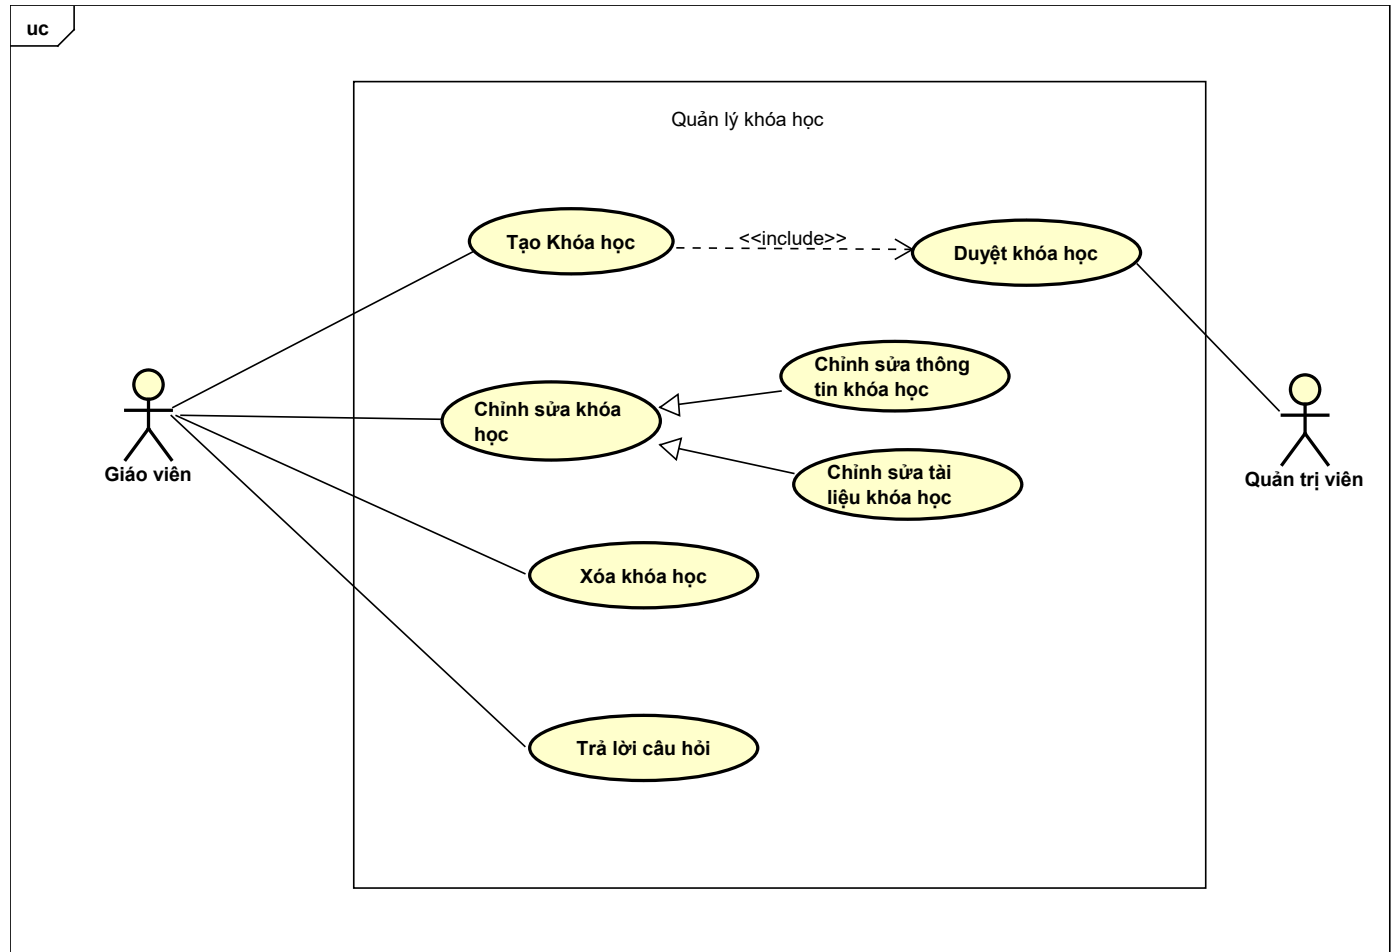 uc
Quản lý khóa học
Tạo Khóa học
<<include>>
Duyệt khóa học
Chỉnh sửa thông
tin khóa học
Chỉnh sửa khóa
học
Giáo viên
Chỉnh sửa tài
liệu khóa học
Quản trị viên
Xóa khóa học
Trả lời câu hỏi